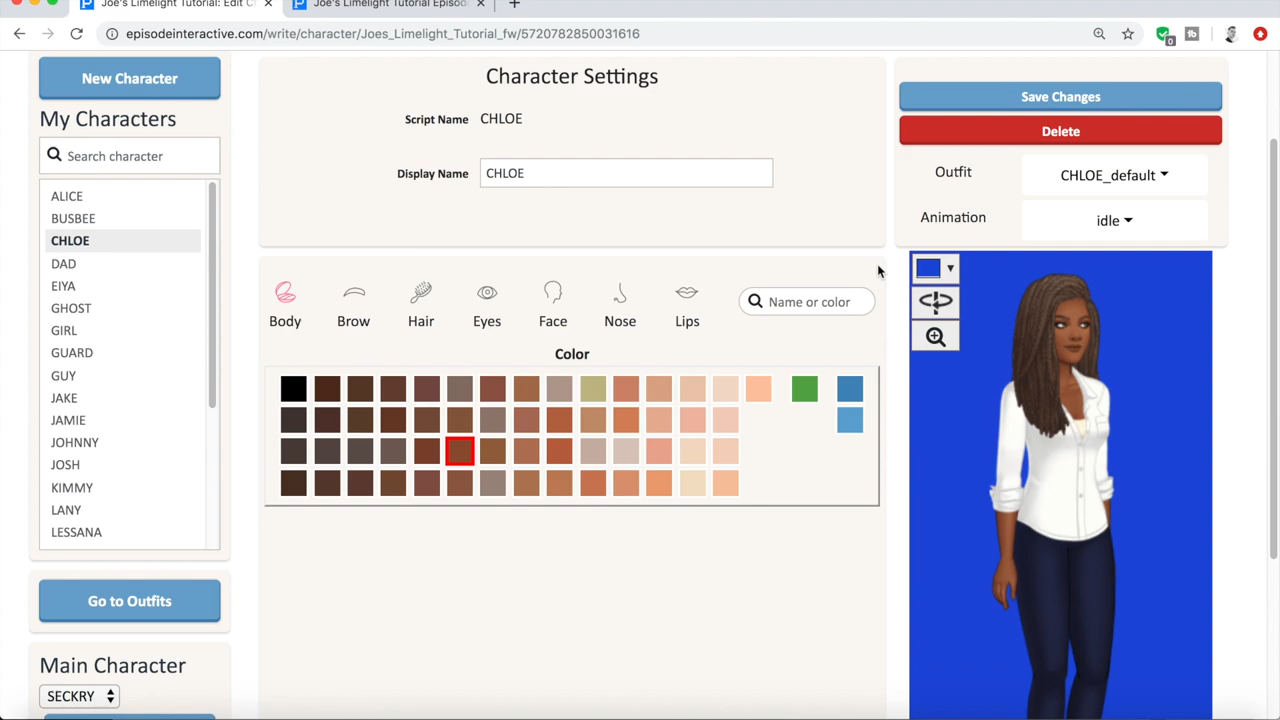 Joe's Limelight Tutorial: Edit C
Joe's Limelight Tutorial Episod
episodeinteractive.com/write/character/Joes_Limelight_Tutorial_fw/5720782850031616
0
New Character
My Characters
Search character
ALICE
BUSBEE
CHLOE
DAD
EIYA
GHOST
GIRL
GUARD
GUY
JAKE
JAMIE
JOHNNY
JOSH
KIMMY
LANY
LESSANA
Go to Outfits
Main Character
SECKRY
Character Settings
Script Name CHLOE
Display Name CHLOE
Body Brow Hair Eyes Face Nose Lips
Name or color
Color
Save Changes
Delete
Outfit CHLOE_default
Animation idle